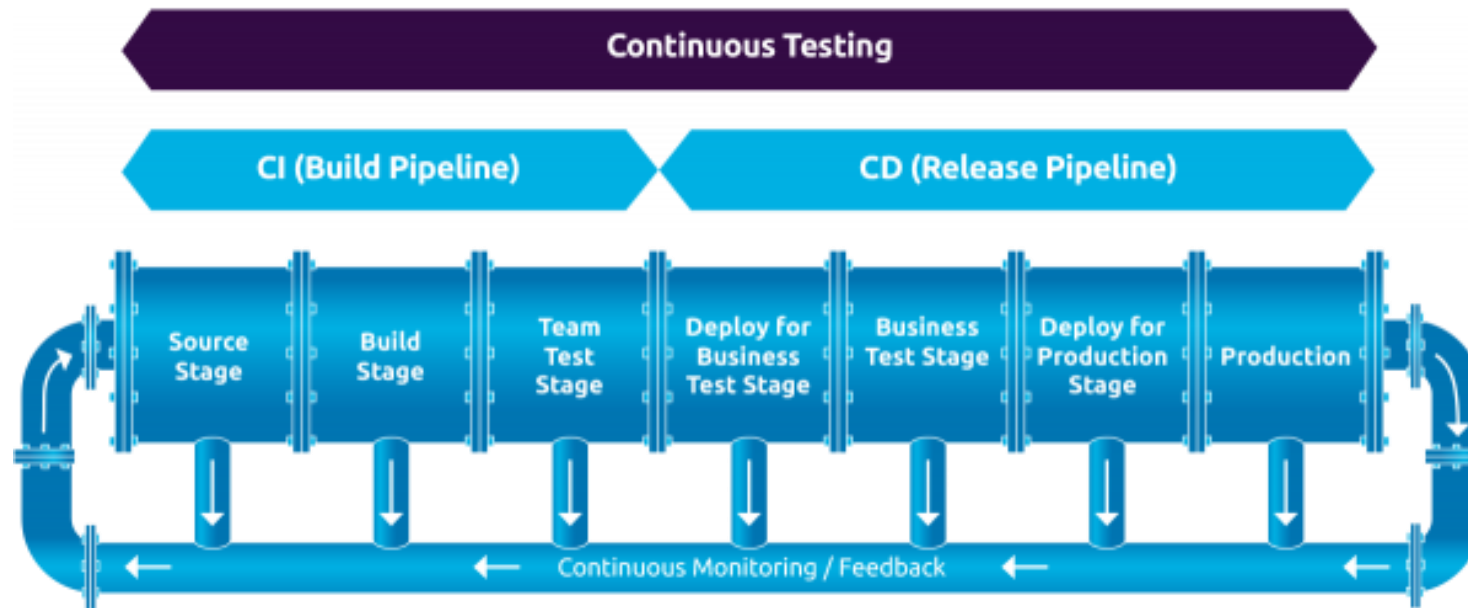 Continuous Testing
CI (Build Pipeline)
CD (Release Pipeline)
Source
Stage
Build
Stage
Team
Test
Stage
Deploy for
Business
Test Stage
Business
Test Stage
Deploy for
Production
Stage
Production
Continuous Monitoring / Feedback